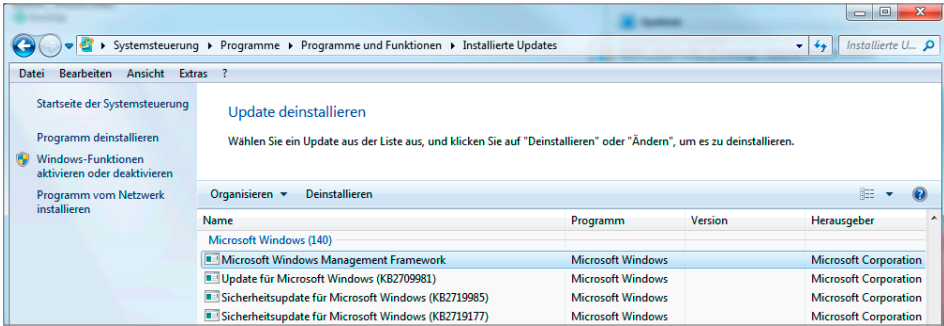 Systemsteuerung Programme Programme und Funktionen Installierte Updates
Installierte U...
Datei Bearbeiten Ansicht Extras ?
Startseite der Systemsteuerung
Programm deinstallieren
Windows-Funktionen
aktivieren oder deaktivieren
Programm vom Netzwerk
installieren
Update deinstallieren
Wählen Sie ein Update aus der Liste aus, und klicken Sie auf "Deinstallieren" oder "Ändern", um es zu deinstallieren.
Organisieren Deinstallieren
Name Programm Version Herausgeber
Microsoft Windows (140)
Microsoft Windows Management Framework Microsoft Windows Microsoft Corporation
Update für Microsoft Windows (KB2709981) Microsoft Windows Microsoft Corporation
Sicherheitsupdate für Microsoft Windows (KB2719985) Microsoft Windows Microsoft Corporation
Sicherheitsupdate für Microsoft Windows (KB2719177) Microsoft Windows Microsoft Corporation